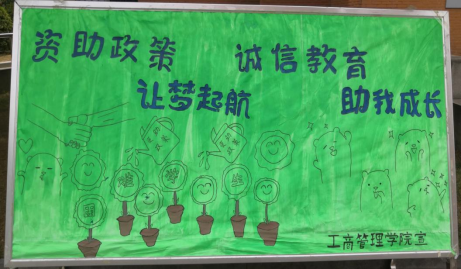 资助政策 诚信教育
让梦起航 助我成长
工商管理学院宣